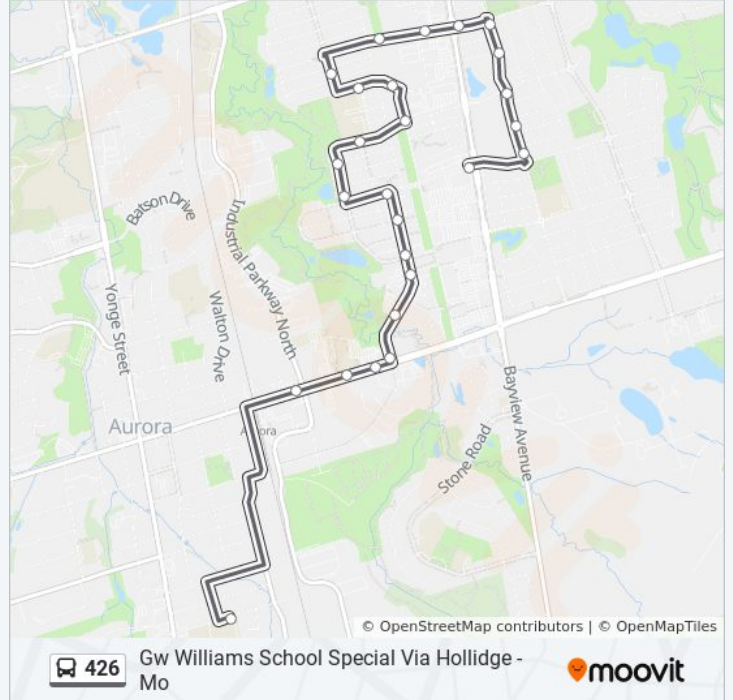 Batson Drive
Industrial Parkway North
Yonge Street
Walton Drive
Bayview Avenue
Aurora
Aurora
Stone Road
© OpenStreetMap contributors | © OpenMapTiles
426
Gw Williams School Special Via Hollidge -
Mo
moovit